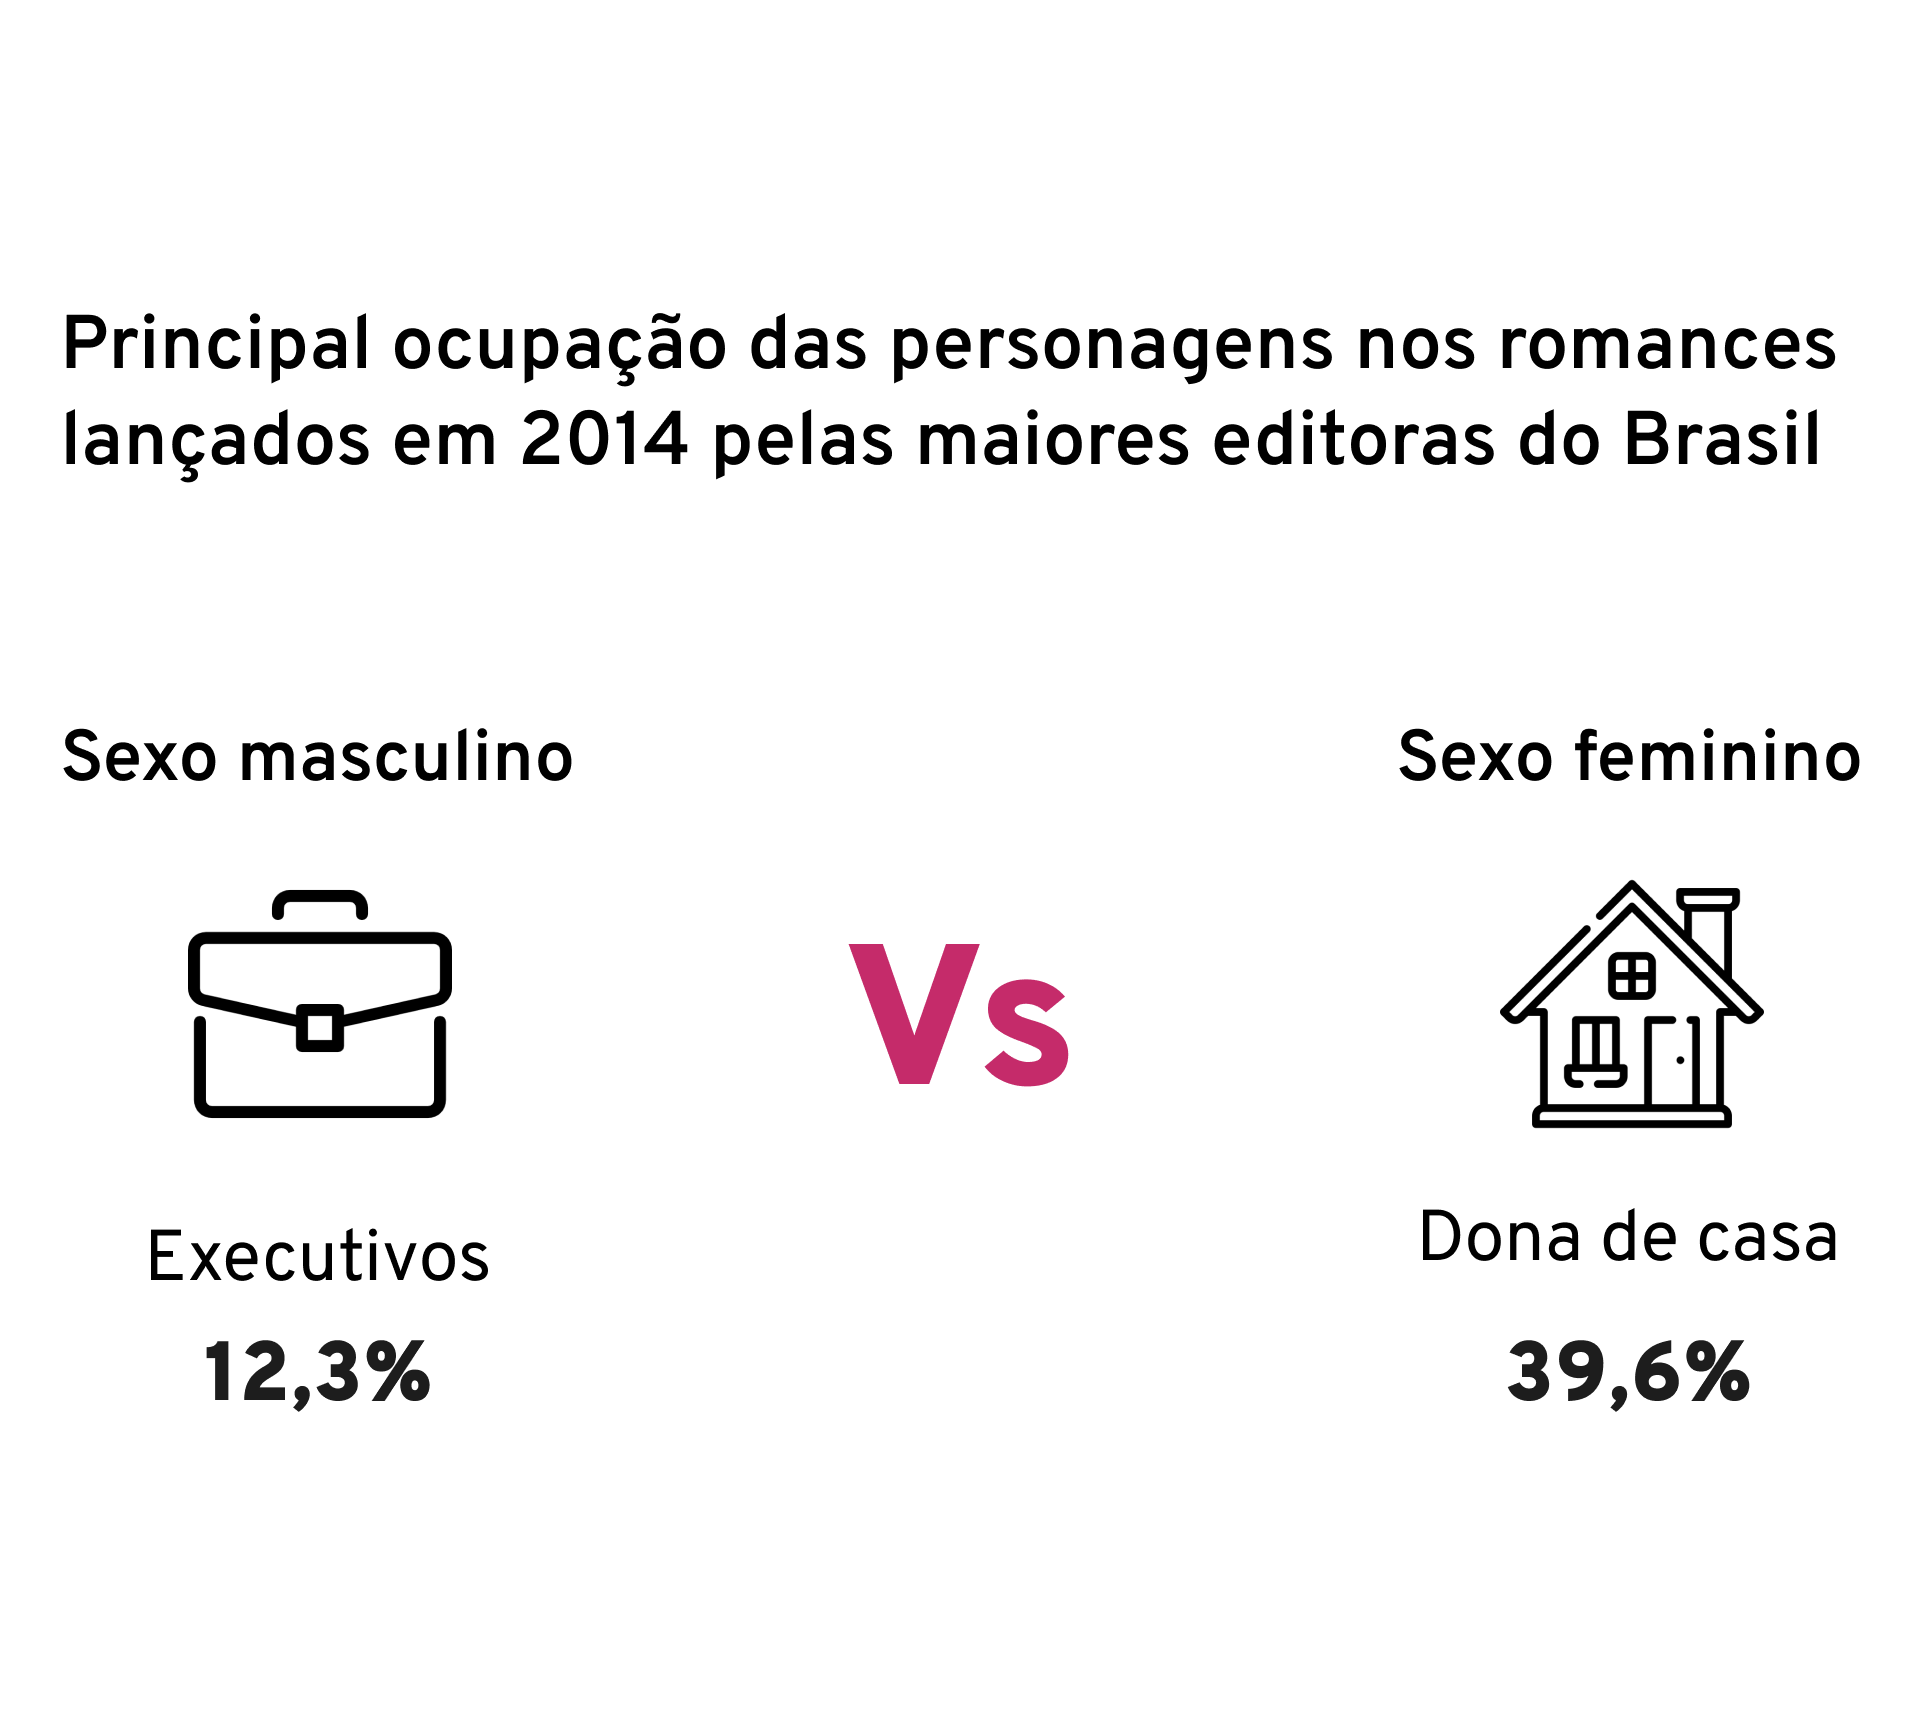 Principal ocupação das personagens nos romances
lançados em 2014 pelas maiores editoras do Brasil
Sexo masculino
Sexo feminino
Vs
Executivos
Dona de casa
12,3%
39,6%